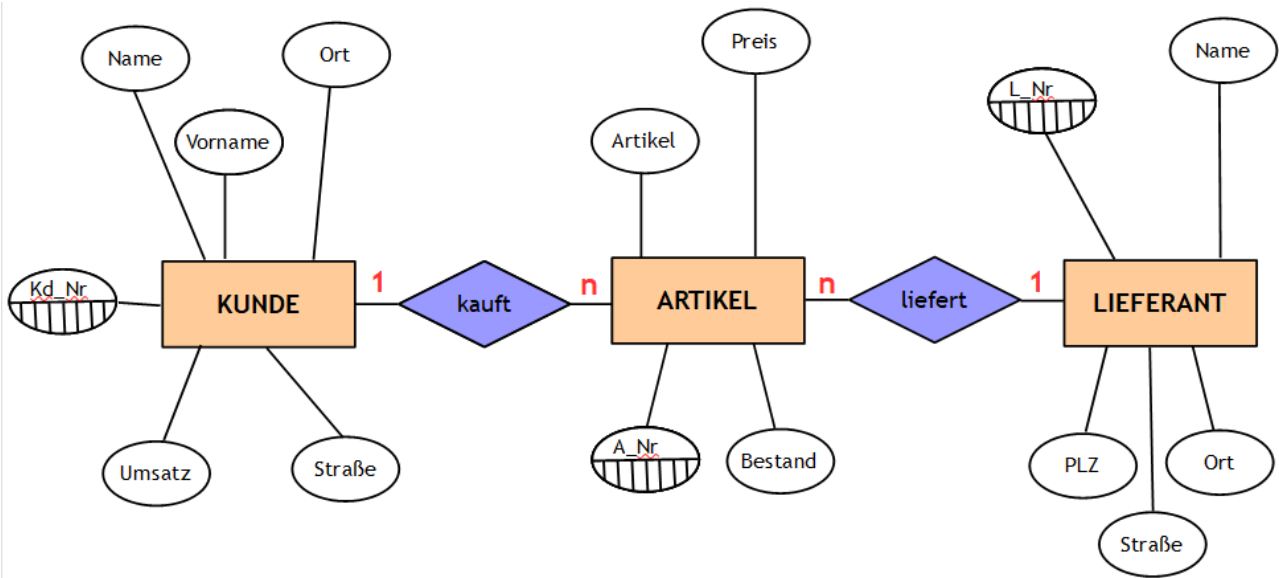 Name
Ort
Vorname
Kd_Nr
KUNDE
Umsatz
Straße
1
kauft
n
Preis
Artikel
ARTIKEL
A_Nr
Bestand
n
liefert
1
L_Nr
Name
LIEFERANT
PLZ
Ort
Straße